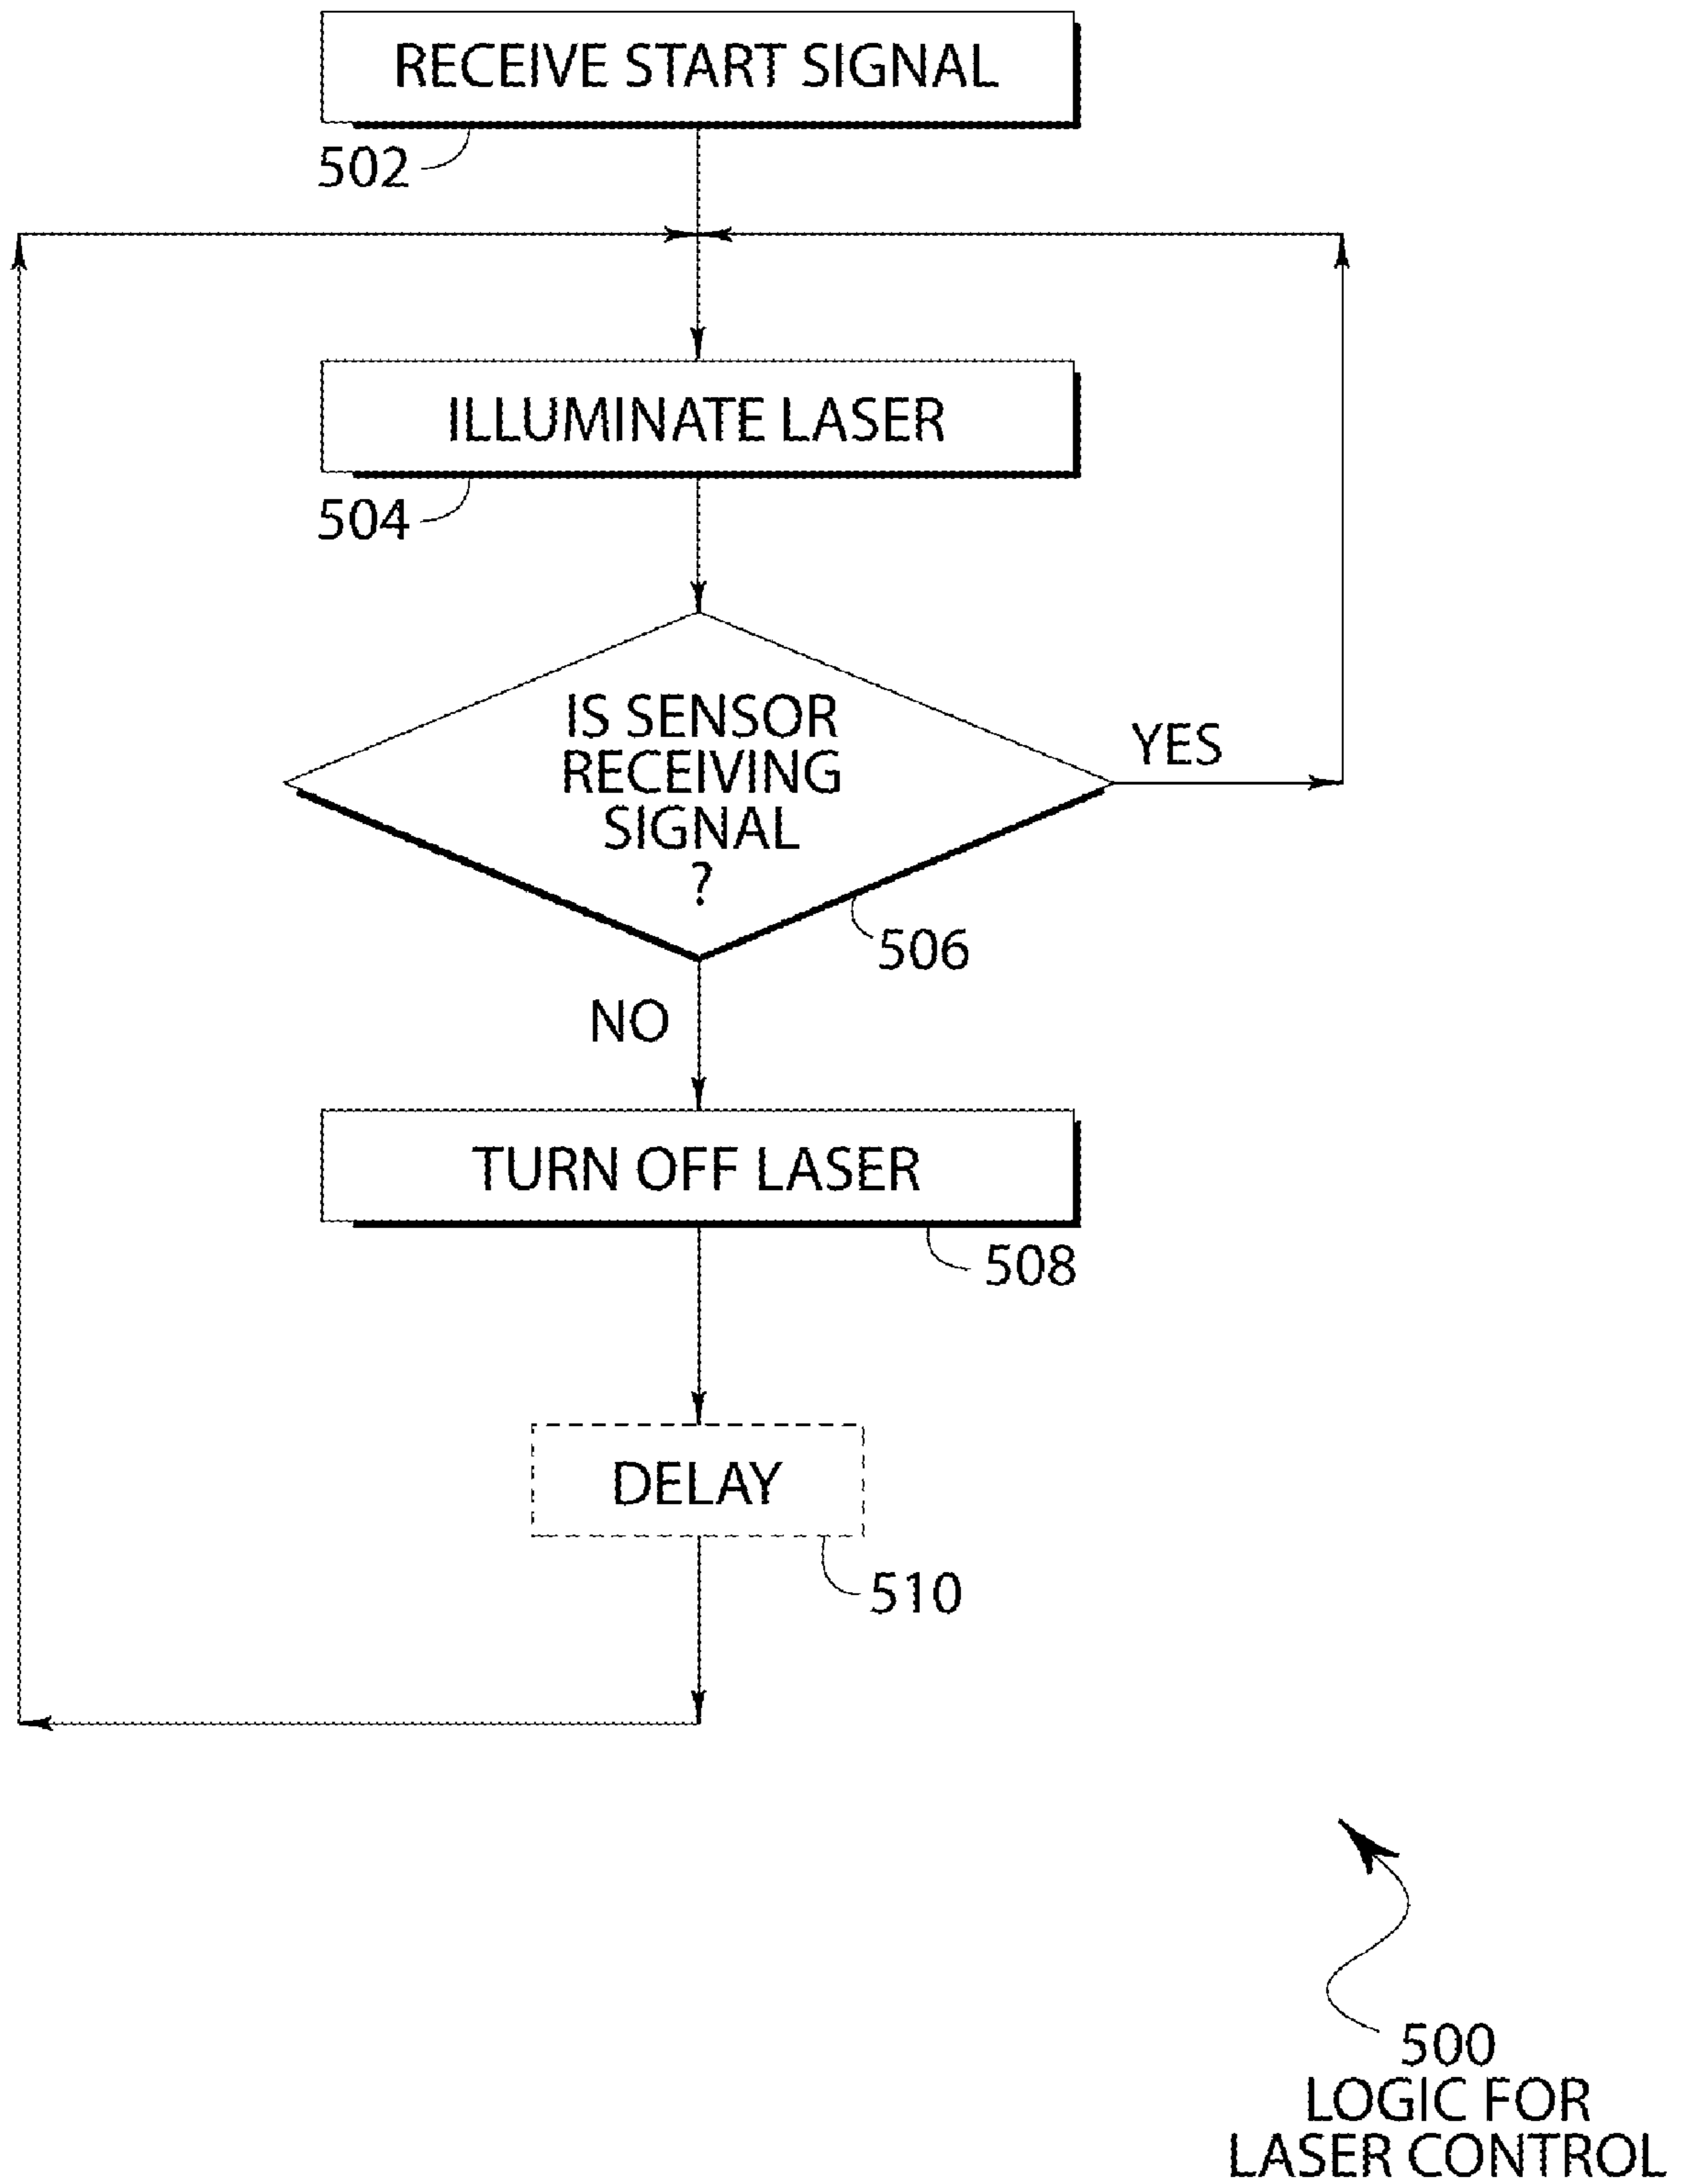 RECEIVE START SIGNAL
502
ILLUMINATE LASER
504
IS SENSOR
RECEIVING
SIGNAL
?
YES
506
NO
TURN OFF LASER
508
DELAY
510
500
LOGIC FOR
LASER CONTROL